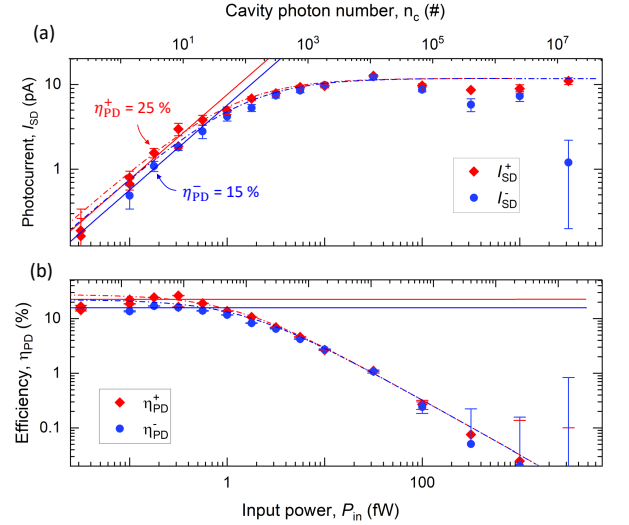 Cavity photon number, n_c (#)
(a)
10^1 10^3 10^5 10^7
Photocurrent, I_SD (pA)
10
1
η_PD^+ = 25 %
η_PD^- = 15 %
I_SD^+
I_SD^-
(b)
Efficiency, η_PD (%)
10
1
0.1
η_PD^+
η_PD^-
1 100
Input power, P_in (fW)